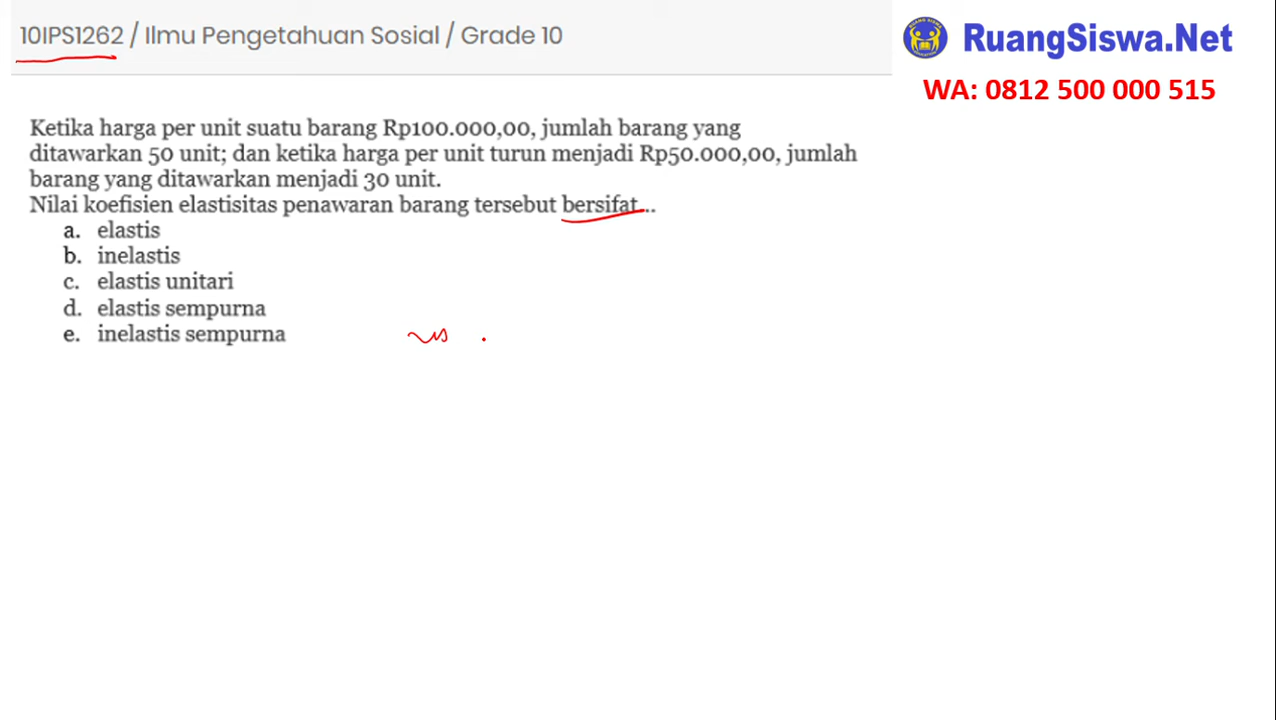 10IPS1262 / Ilmu Pengetahuan Sosial / Grade 10
RuangSiswa.Net
WA: 0812 500 000 515
Ketika harga per unit suatu barang Rp100.000,00, jumlah barang yang
ditawarkan 50 unit; dan ketika harga per unit turun menjadi Rp50.000,00, jumlah
barang yang ditawarkan menjadi 30 unit.
Nilai koefisien elastisitas penawaran barang tersebut bersifat...
a. elastis
b. inelastis
c. elastis unitari
d. elastis sempurna
e. inelastis sempurna